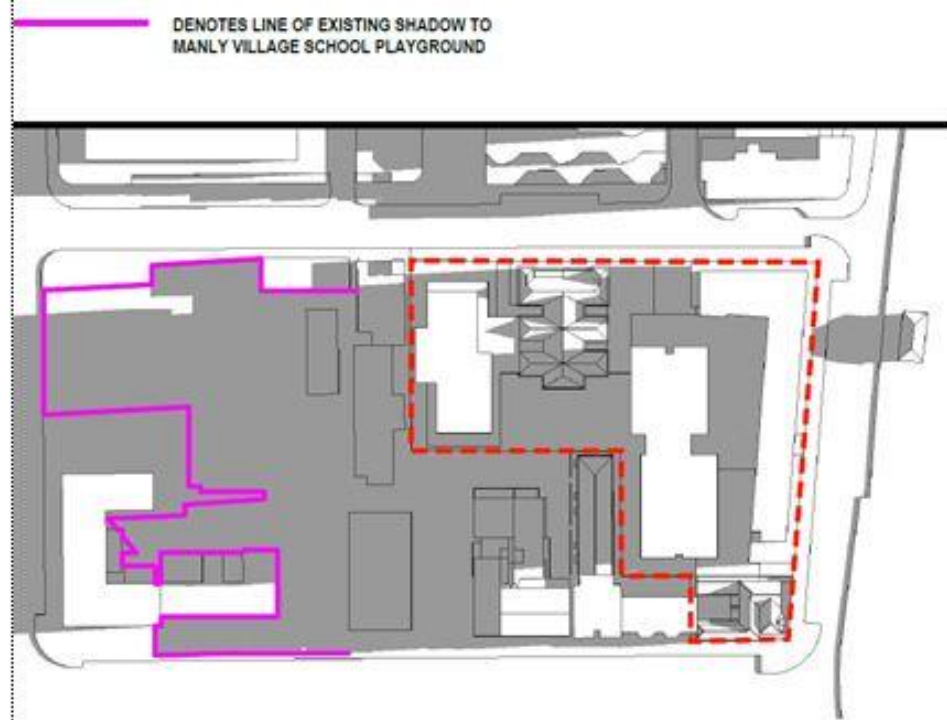 DENOTES LINE OF EXISTING SHADOW TO
MANLY VILLAGE SCHOOL PLAYGROUND